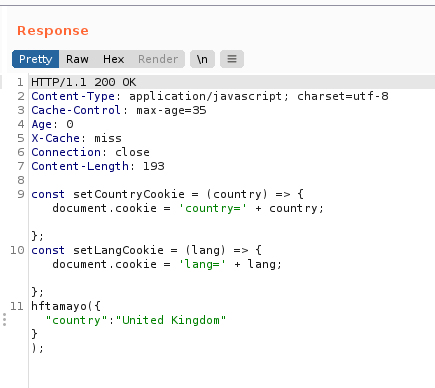 Response
Pretty Raw Hex Render \n
1 HTTP/1.1 200 OK
2 Content-Type: application/javascript; charset=utf-8
3 Cache-Control: max-age=35
4 Age: 0
5 X-Cache: miss
6 Connection: close
7 Content-Length: 193
8
9 const setCountryCookie = (country) => {
document.cookie = 'country=' + country;
};
10 const setLangCookie = (lang) => {
document.cookie = 'lang=' + lang;
};
11 hftamayo({
"country":"United Kingdom"
}
);